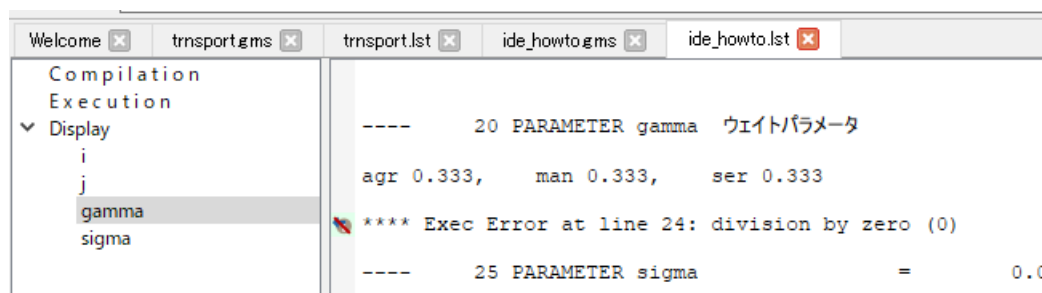 Welcome trnsport.gms trnsport.lst ide_howto.gms ide_howto.lst
Compilation
Execution
Display
i
j
gamma
sigma
---- 20 PARAMETER gamma ウェイトパラメータ
agr 0.333, man 0.333, ser 0.333
**** Exec Error at line 24: division by zero (0)
---- 25 PARAMETER sigma = 0.0